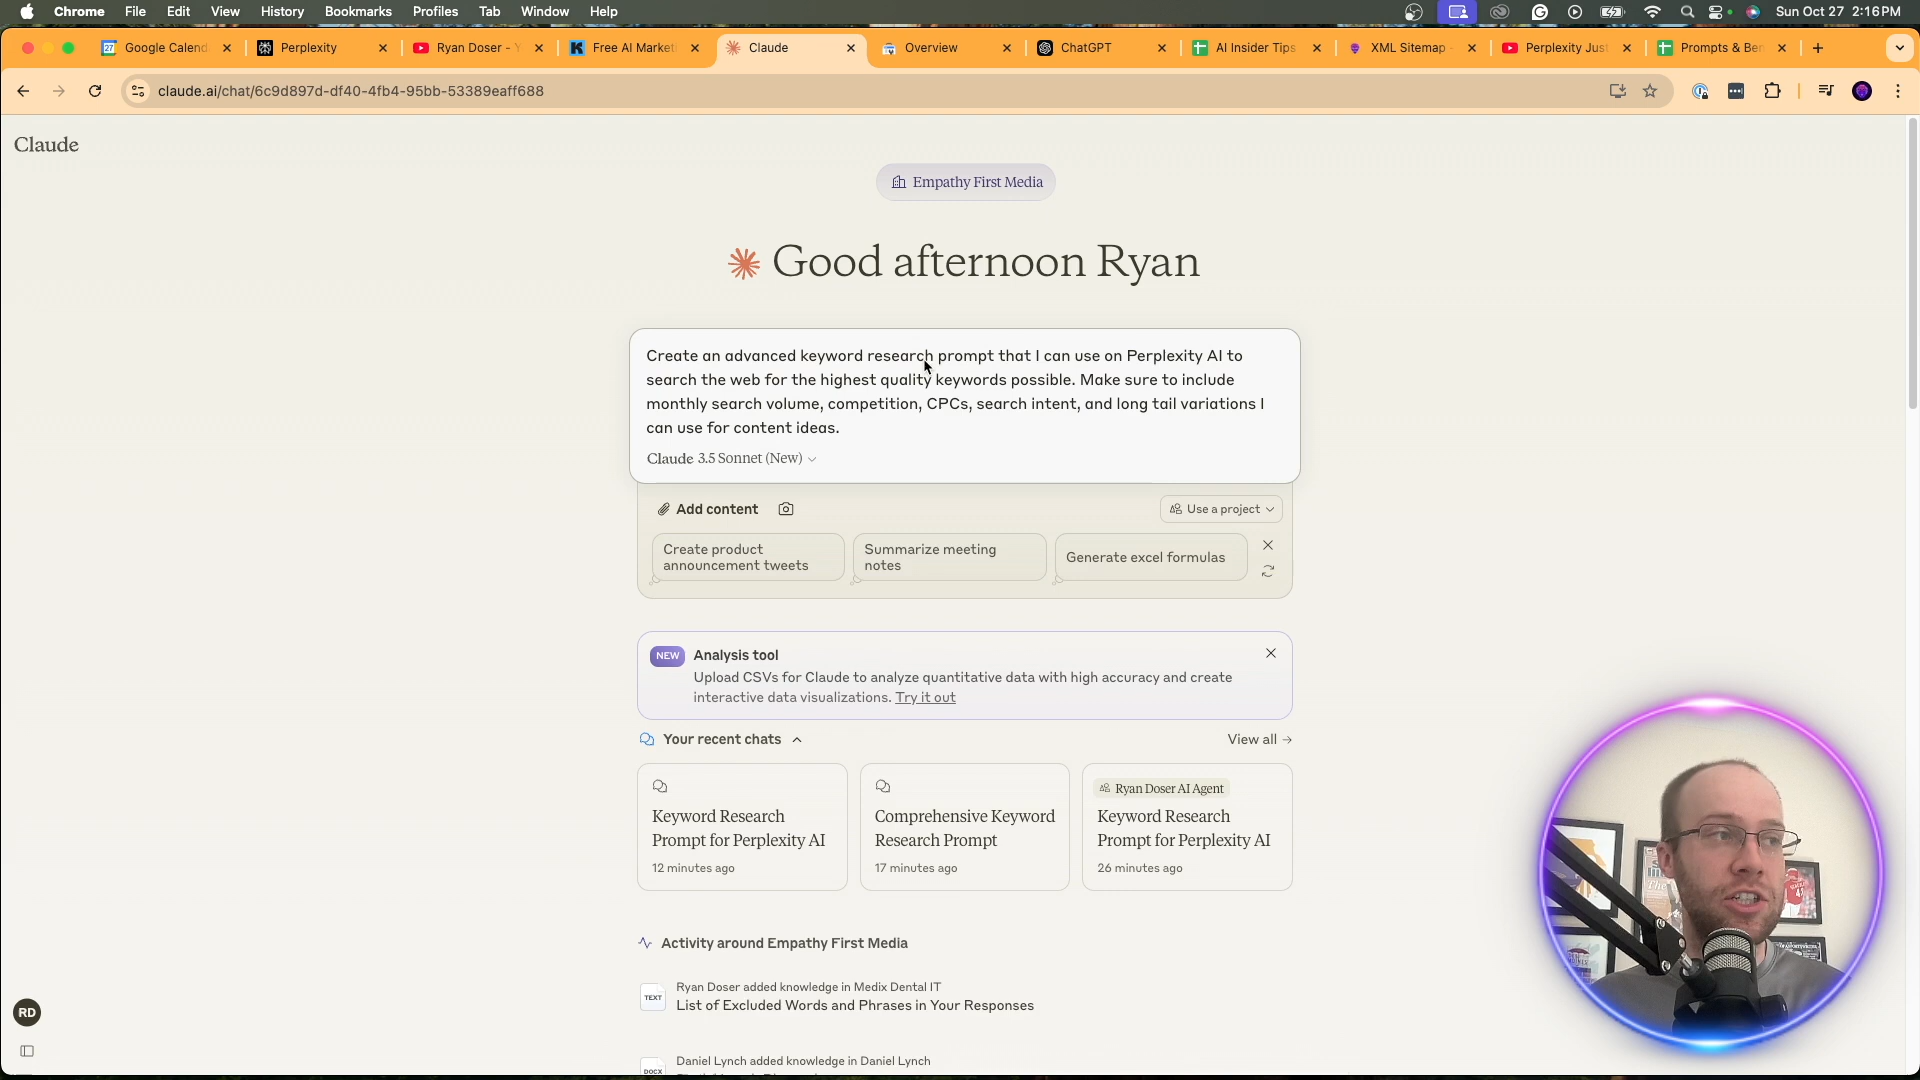 Chrome File Edit View History Bookmarks Profiles Tab Window Help Sun Oct 27 2:16 PM
Google Calend Perplexity Ryan Doser - Y Free AI Market Claude Overview ChatGPT AI Insider Tips XML Sitemap Perplexity Jus Prompts & Ben
claude.ai/chat/6c9d897d-df40-4fb4-95bb-53389eaff688
Claude
Empathy First Media
Good afternoon Ryan
Create an advanced keyword research prompt that I can use on Perplexity AI to
search the web for the highest quality keywords possible. Make sure to include
monthly search volume, competition, CPCs, search intent, and long tail variations I
can use for content ideas.
Claude 3.5 Sonnet (New)
Add content Use a project
Create product
announcement tweets
Summarize meeting
notes
Generate excel formulas
NEW Analysis tool
Upload CSVs for Claude to analyze quantitative data with high accuracy and create
interactive data visualizations. Try it out
Your recent chats View all →
Keyword Research
Prompt for Perplexity AI
12 minutes ago
Comprehensive Keyword
Research Prompt
17 minutes ago
Ryan Doser AI Agent
Keyword Research
Prompt for Perplexity AI
26 minutes ago
Activity around Empathy First Media
TEXT
Ryan Doser added knowledge in Medix Dental IT
List of Excluded Words and Phrases in Your Responses
RD
Daniel Lynch added knowledge in Daniel Lynch
DOCX